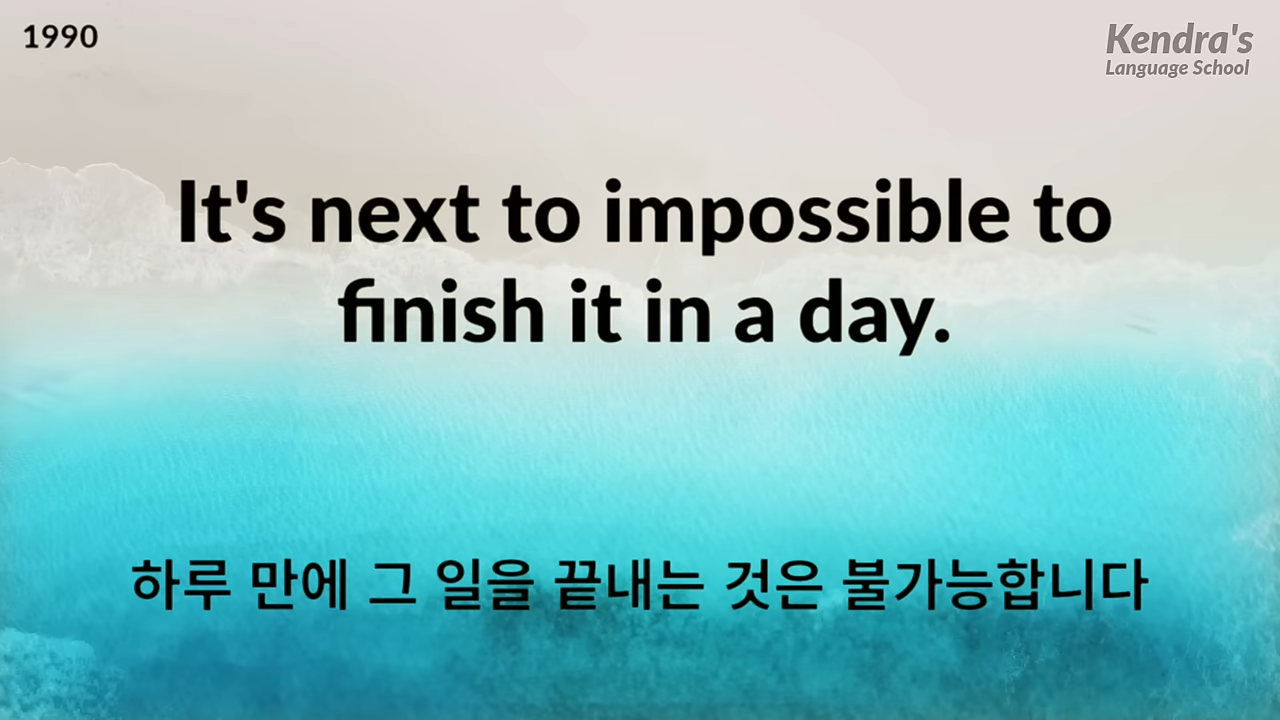 1990
Kendra's
Language School
It's next to impossible to
finish it in a day.
하루 만에 그 일을 끝내는 것은 불가능합니다